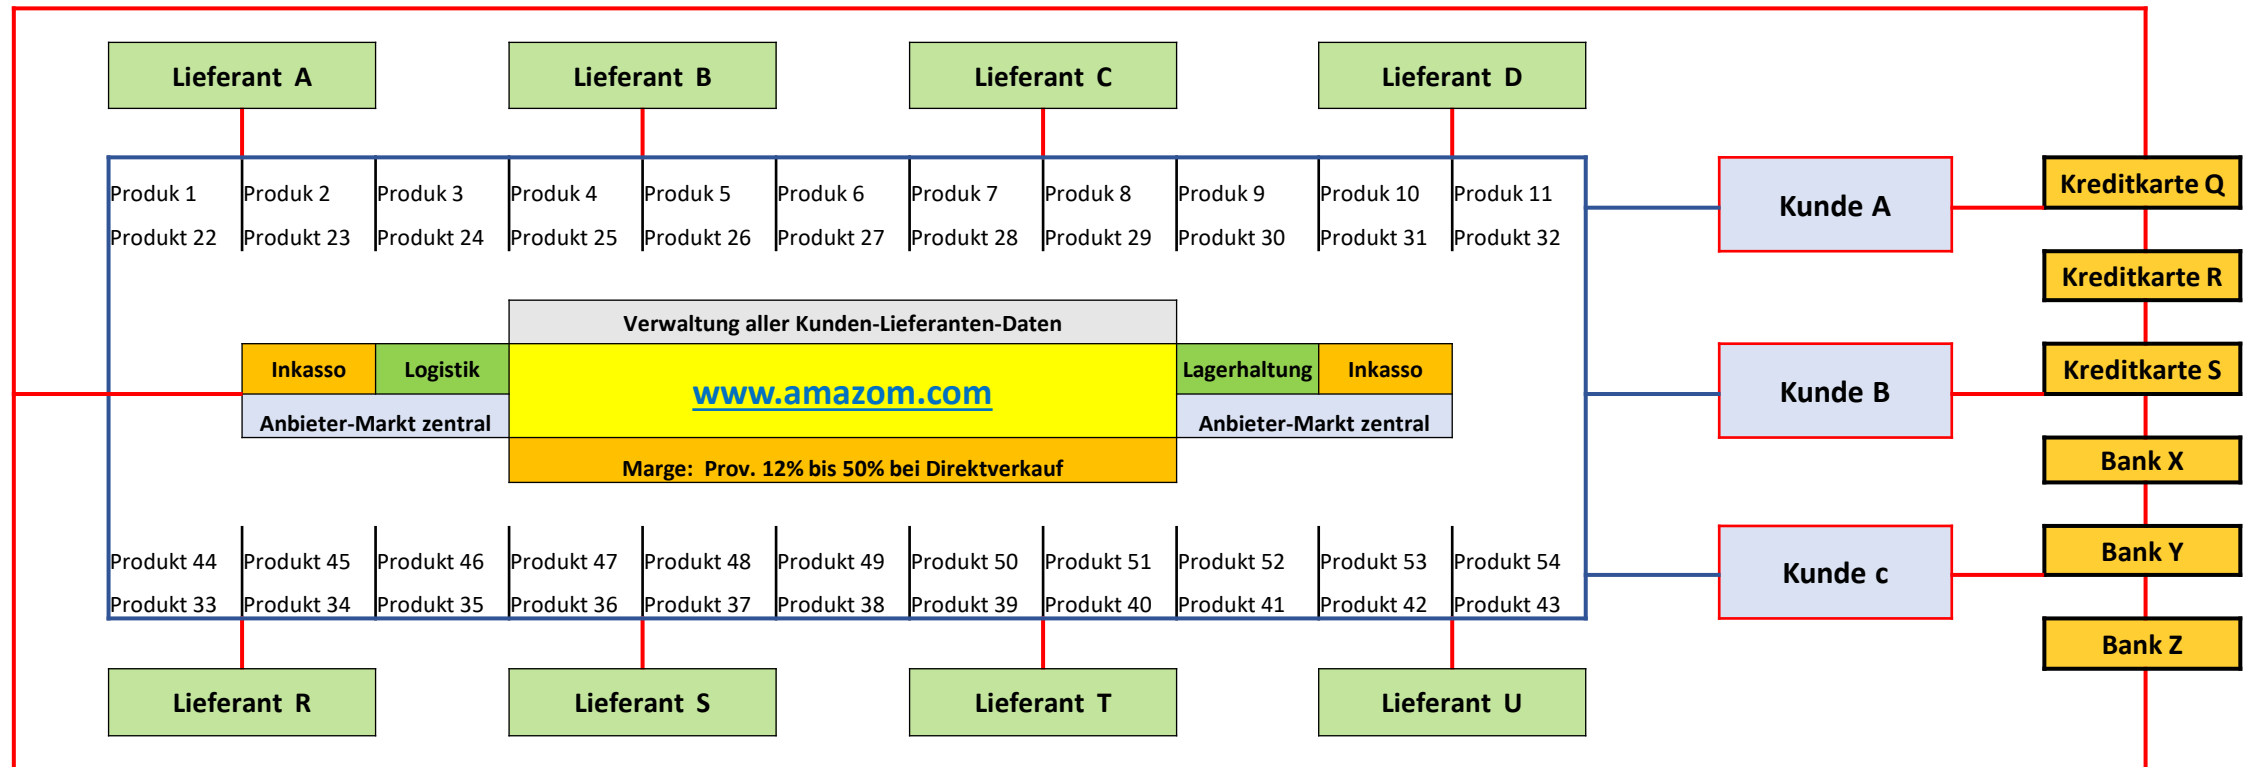 Lieferant A
Lieferant B
Lieferant C
Lieferant D
Produk 1 Produk 2 Produk 3 Produk 4 Produk 5 Produk 6 Produk 7 Produk 8 Produk 9 Produk 10 Produk 11
Produkt 22 Produkt 23 Produkt 24 Produkt 25 Produkt 26 Produkt 27 Produkt 28 Produkt 29 Produkt 30 Produkt 31 Produkt 32
Kunde A
Kreditkarte Q
Kreditkarte R
Verwaltung aller Kunden-Lieferanten-Daten
Inkasso
Logistik
www.amazom.com
Lagerhaltung
Inkasso
Anbieter-Markt zentral
Anbieter-Markt zentral
Marge: Prov. 12% bis 50% bei Direktverkauf
Kunde B
Kreditkarte S
Bank X
Produkt 44 Produkt 45 Produkt 46 Produkt 47 Produkt 48 Produkt 49 Produkt 50 Produkt 51 Produkt 52 Produkt 53 Produkt 54
Produkt 33 Produkt 34 Produkt 35 Produkt 36 Produkt 37 Produkt 38 Produkt 39 Produkt 40 Produkt 41 Produkt 42 Produkt 43
Kunde c
Bank Y
Bank Z
Lieferant R
Lieferant S
Lieferant T
Lieferant U